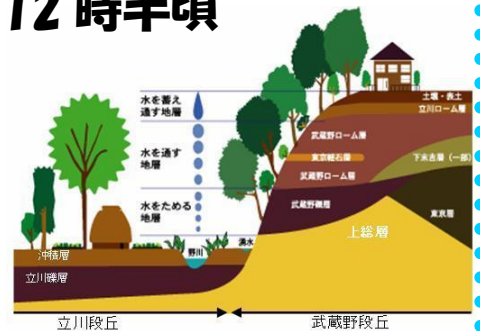 12時半頃
水を蓄え
通す地層
水を通す
地層
水をためる
地層
土壌・表土
立川ローム層
武蔵野ローム層
東京軽石層
武蔵野ローム層
下末吉層(一部)
武蔵野礫層
東京層
上総層
沖積層
立川礫層
野川
湧水
立川段丘
武蔵野段丘